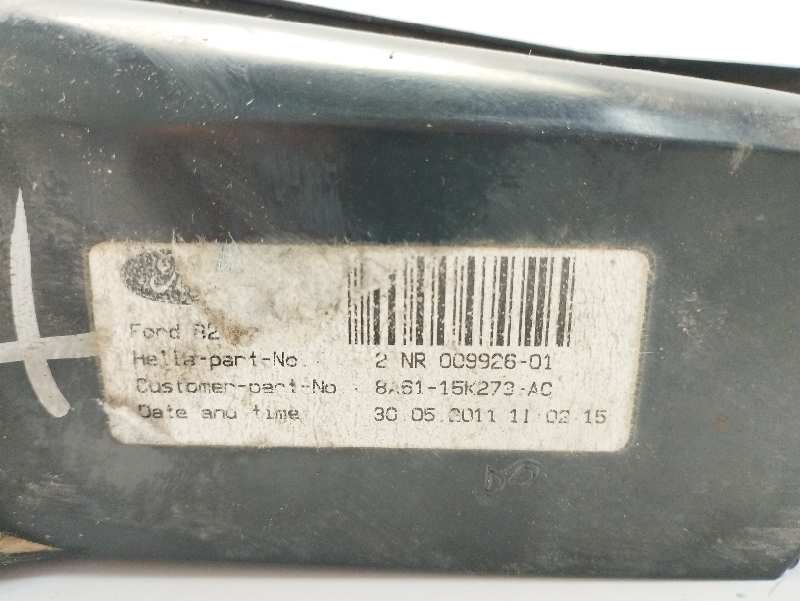 Ford
Hella-part-No. 2 NR 009926-01
Customer-part-No. 8A61-15K273-AC
Date and time 30.05.2011 11:02:15